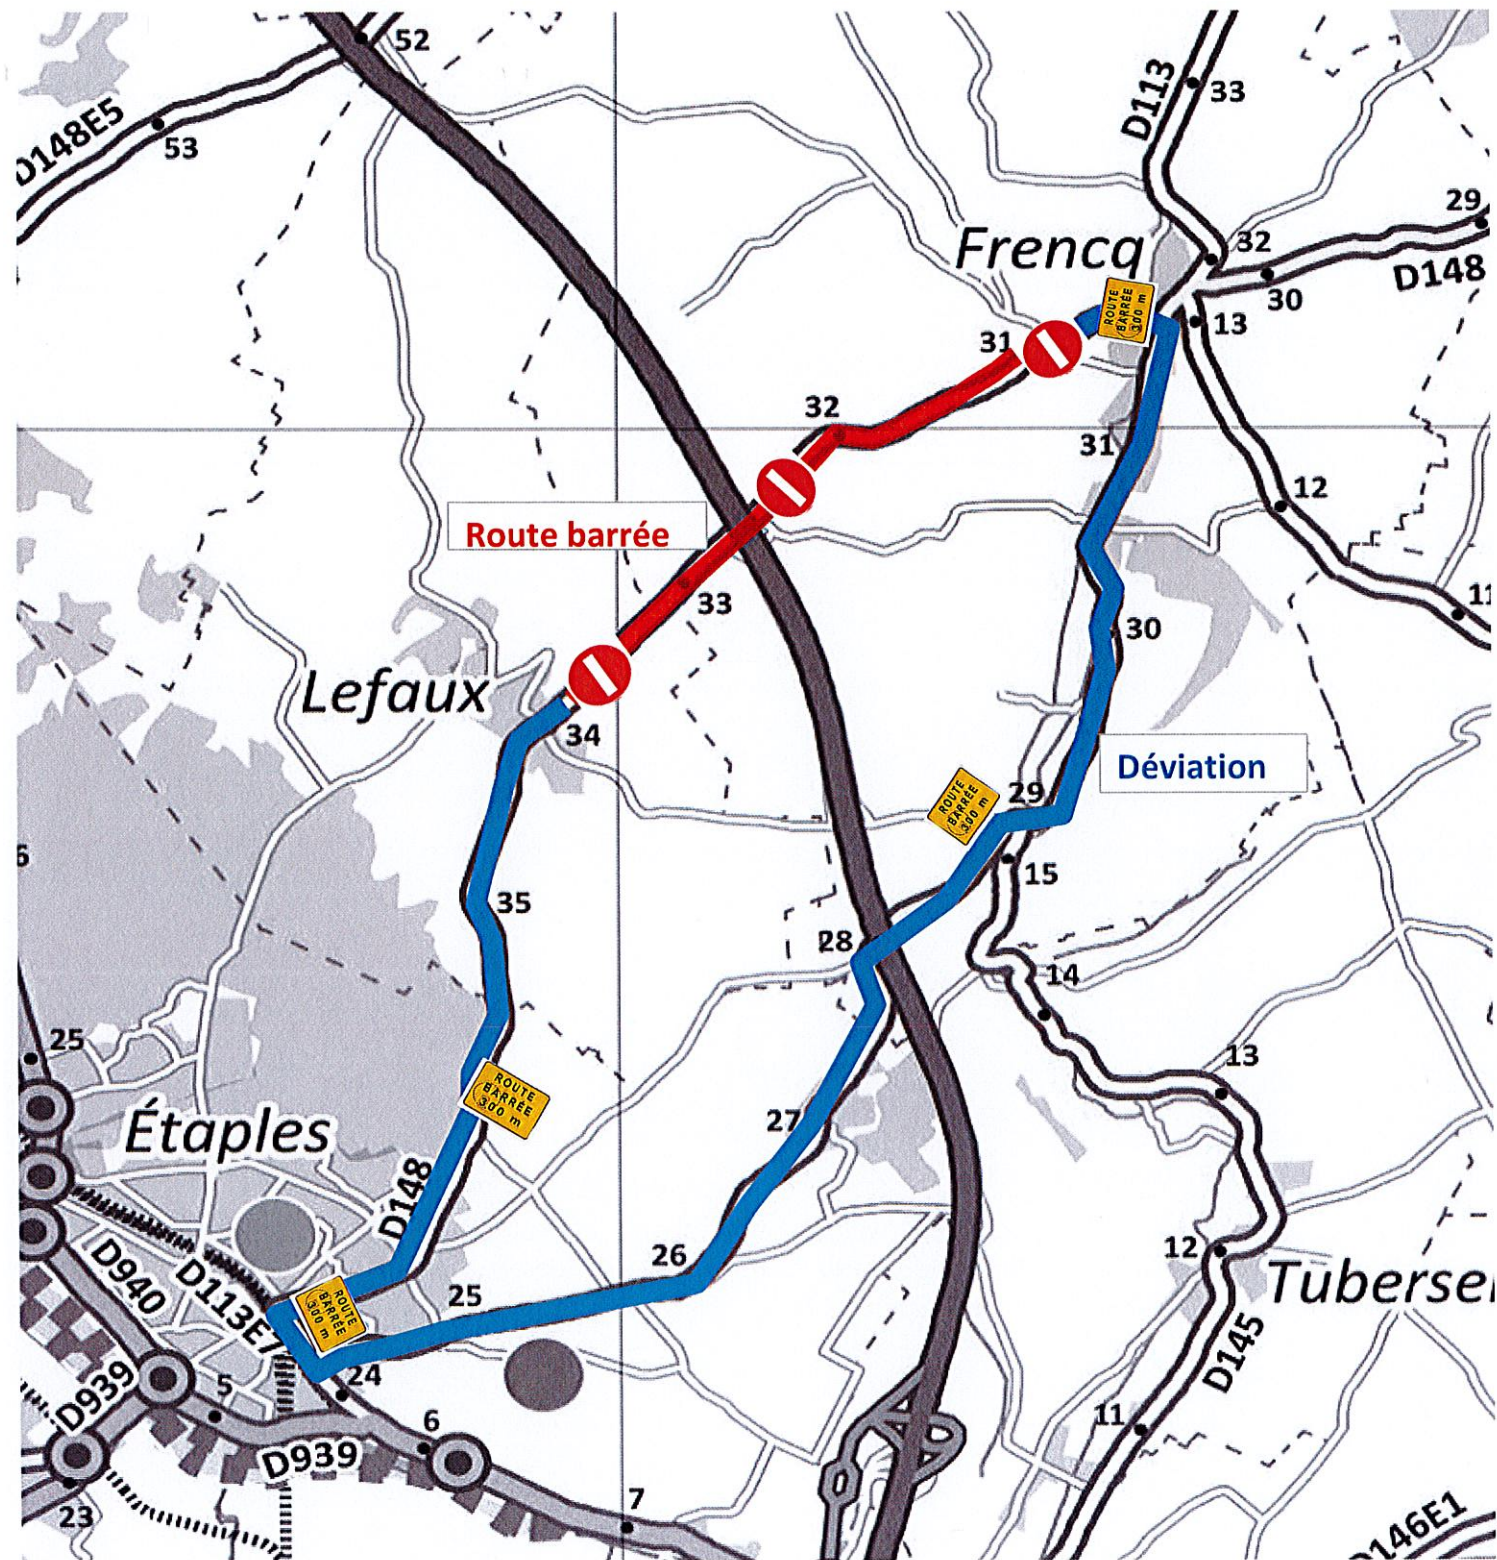 52
D113
33
D148E5
53
29
Frencq
32
D148
30
ROUTE
BARRÉE
300 m
13
31
32
31
12
Route barrée
33
11
30
Lefaux
34
Déviation
ROUTE
BARRÉE
300 m
29
6
15
35
28
14
25
13
ROUTE
BARRÉE
300 m
Étaples
27
D148
12
26
D940
D113E7
25
Tuberse
ROUTE
BARRÉE
300 m
D145
24
D939
5
11
6
D939
7
23
D146E1